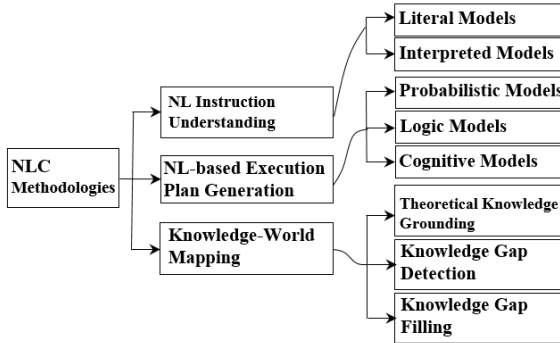 NLC
Methodologies
NL Instruction
Understanding
NL-based Execution
Plan Generation
Knowledge-World
Mapping
Literal Models
Interpreted Models
Probabilistic Models
Logic Models
Cognitive Models
Theoretical Knowledge
Grounding
Knowledge Gap
Detection
Knowledge Gap
Filling